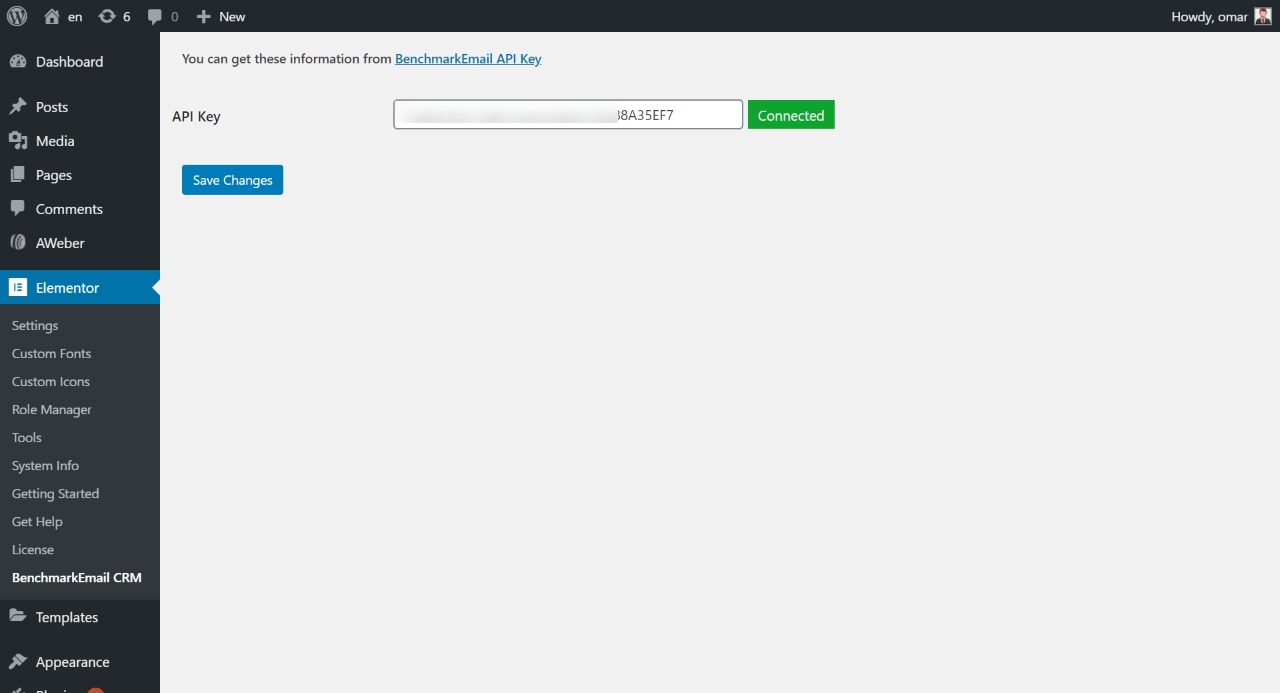 en 6 0 New Howdy, omar
Dashboard
Posts
Media
Pages
Comments
AWeber
Elementor
Settings
Custom Fonts
Custom Icons
Role Manager
Tools
System Info
Getting Started
Get Help
License
BenchmarkEmail CRM
Templates
Appearance
You can get these information from BenchmarkEmail API Key
API Key 8A35EF7 Connected
Save Changes